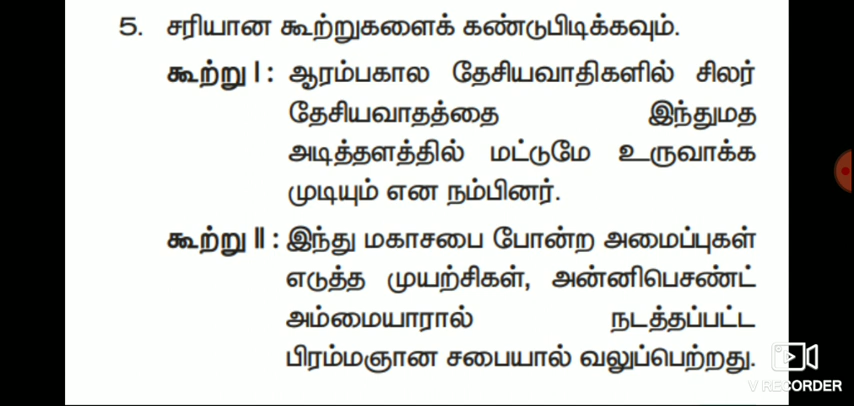 5. சரியான கூற்றுகளைக் கண்டுபிடிக்கவும்.
கூற்று I : ஆரம்பகால தேசியவாதிகளில் சிலர்
தேசியவாதத்தை இந்துமத
அடித்தளத்தில் மட்டுமே உருவாக்க
முடியும் என நம்பினர்.
கூற்று II : இந்து மகாசபை போன்ற அமைப்புகள்
எடுத்த முயற்சிகள், அன்னிபெசண்ட்
அம்மையாரால் நடத்தப்பட்ட
பிரம்மஞான சபையால் வலுப்பெற்றது.
V RECORDER